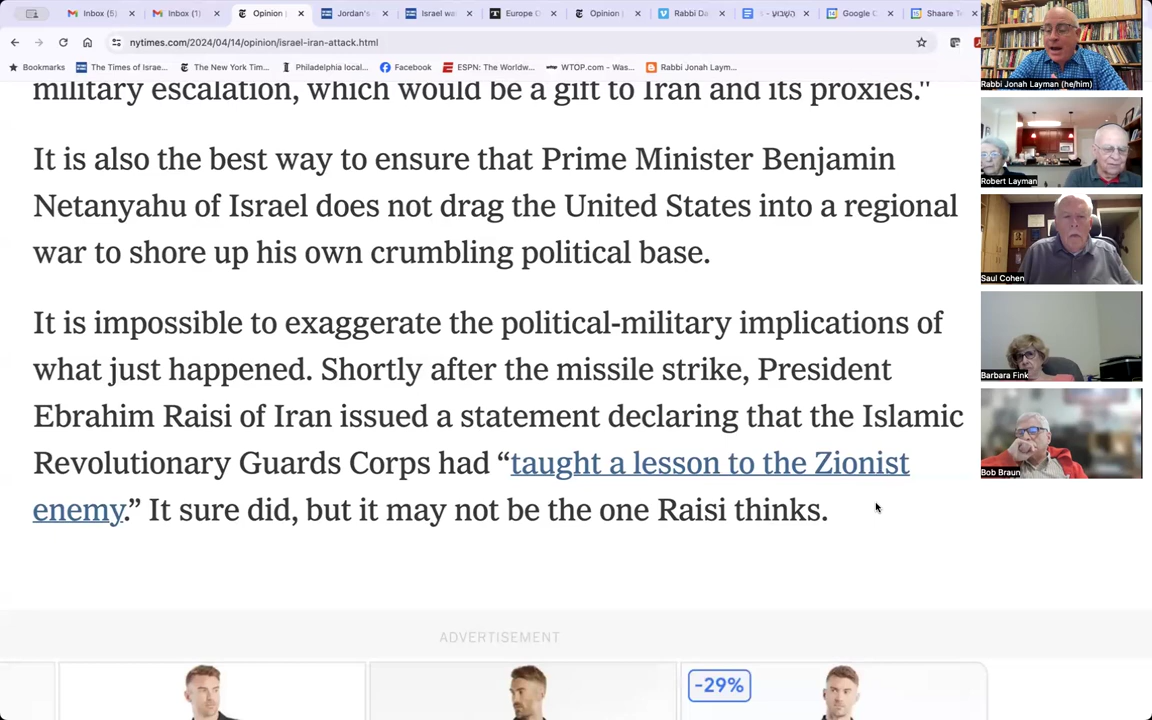 Inbox (5)
Inbox (1)
Opinion
Jordan's
Israel wa
Europe
Opinion
Rabbi Da
השבוע -
Google
Shaare
nytimes.com/2024/04/14/opinion/israel-iran-attack.html
Bookmarks
The Times of Israe...
The New York Tim...
Philadelphia local...
Facebook
ESPN: The Worldw...
WTOP.com - Was...
Rabbi Jonah Laym...
military escalation, which would be a gift to Iran and its proxies."
It is also the best way to ensure that Prime Minister Benjamin
Netanyahu of Israel does not drag the United States into a regional
war to shore up his own crumbling political base.
It is impossible to exaggerate the political-military implications of
what just happened. Shortly after the missile strike, President
Ebrahim Raisi of Iran issued a statement declaring that the Islamic
Revolutionary Guards Corps had “taught a lesson to the Zionist
enemy.” It sure did, but it may not be the one Raisi thinks.
ADVERTISEMENT
-29%
Rabbi Jonah Layman (he/him)
Robert Layman
Saul Cohen
Barbara Fink
Bob Braun